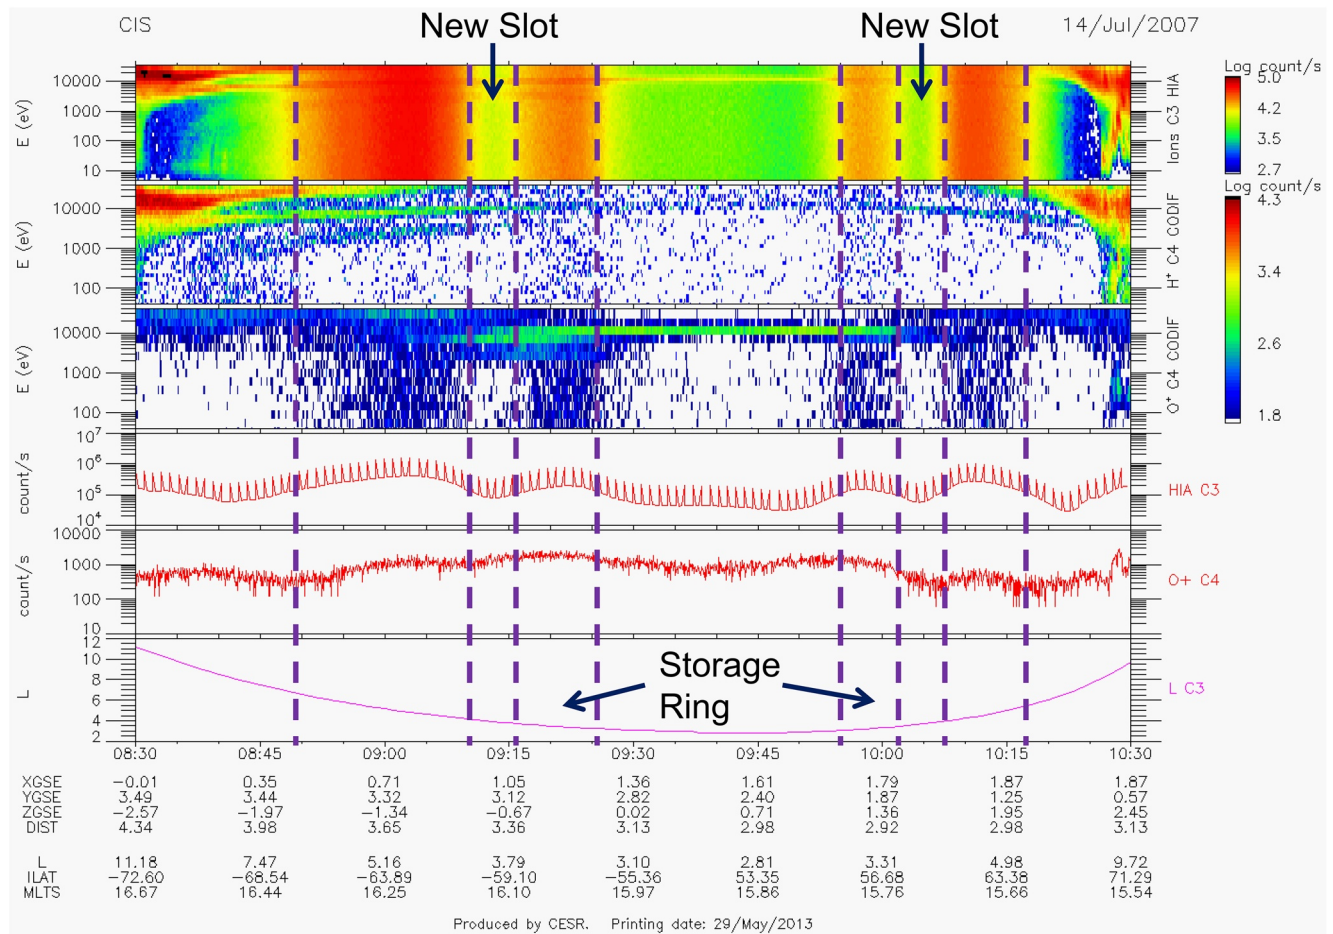 CIS New Slot New Slot 14/Jul/2007
Log count/s
5.0
4.2
3.5
2.7
E (eV) 10000 1000 100 10 Ions C3 HIA
Log count/s
4.3
3.4
2.6
1.8
E (eV) 10000 1000 100 H+ C4 CODIF
E (eV) 10000 1000 100 O+ C4 CODIF
count/s 10⁷ 10⁶ 10⁵ 10⁴ HIA C3
count/s 10000 1000 100 10 O+ C4
L 12 10 8 6 4 2 L C3
Storage
Ring
08:30 08:45 09:00 09:15 09:30 09:45 10:00 10:15 10:30
XGSE −0.01 0.35 0.71 1.05 1.36 1.61 1.79 1.87 1.87
YGSE 3.49 3.44 3.32 3.12 2.82 2.40 1.87 1.25 0.57
ZGSE −2.57 −1.97 −1.34 −0.67 0.02 0.71 1.36 1.95 2.45
DIST 4.34 3.98 3.65 3.36 3.13 2.98 2.92 2.98 3.13
L 11.18 7.47 5.16 3.79 3.10 2.81 3.31 4.98 9.72
ILAT −72.60 −68.54 −63.89 −59.10 −55.36 53.35 56.68 63.38 71.29
MLTS 16.67 16.44 16.25 16.10 15.97 15.86 15.76 15.66 15.54
Produced by CESR. Printing date: 29/May/2013